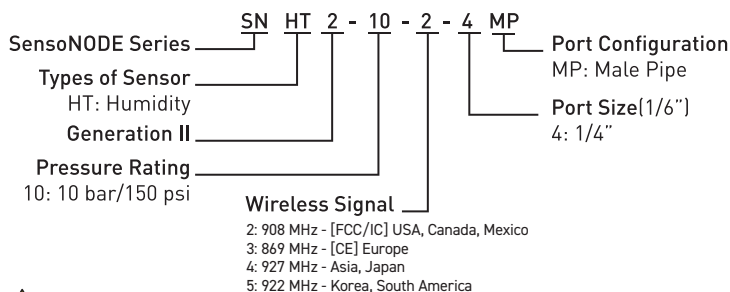 SN HT 2 - 10 - 2 - 4 MP
SensoNODE Series
Types of Sensor
HT: Humidity
Generation II
Pressure Rating
10: 10 bar/150 psi
Wireless Signal
2: 908 MHz - [FCC/IC] USA, Canada, Mexico
3: 869 MHz - [CE] Europe
4: 927 MHz - Asia, Japan
5: 922 MHz - Korea, South America
Port Configuration
MP: Male Pipe
Port Size(1/6”)
4: 1/4”